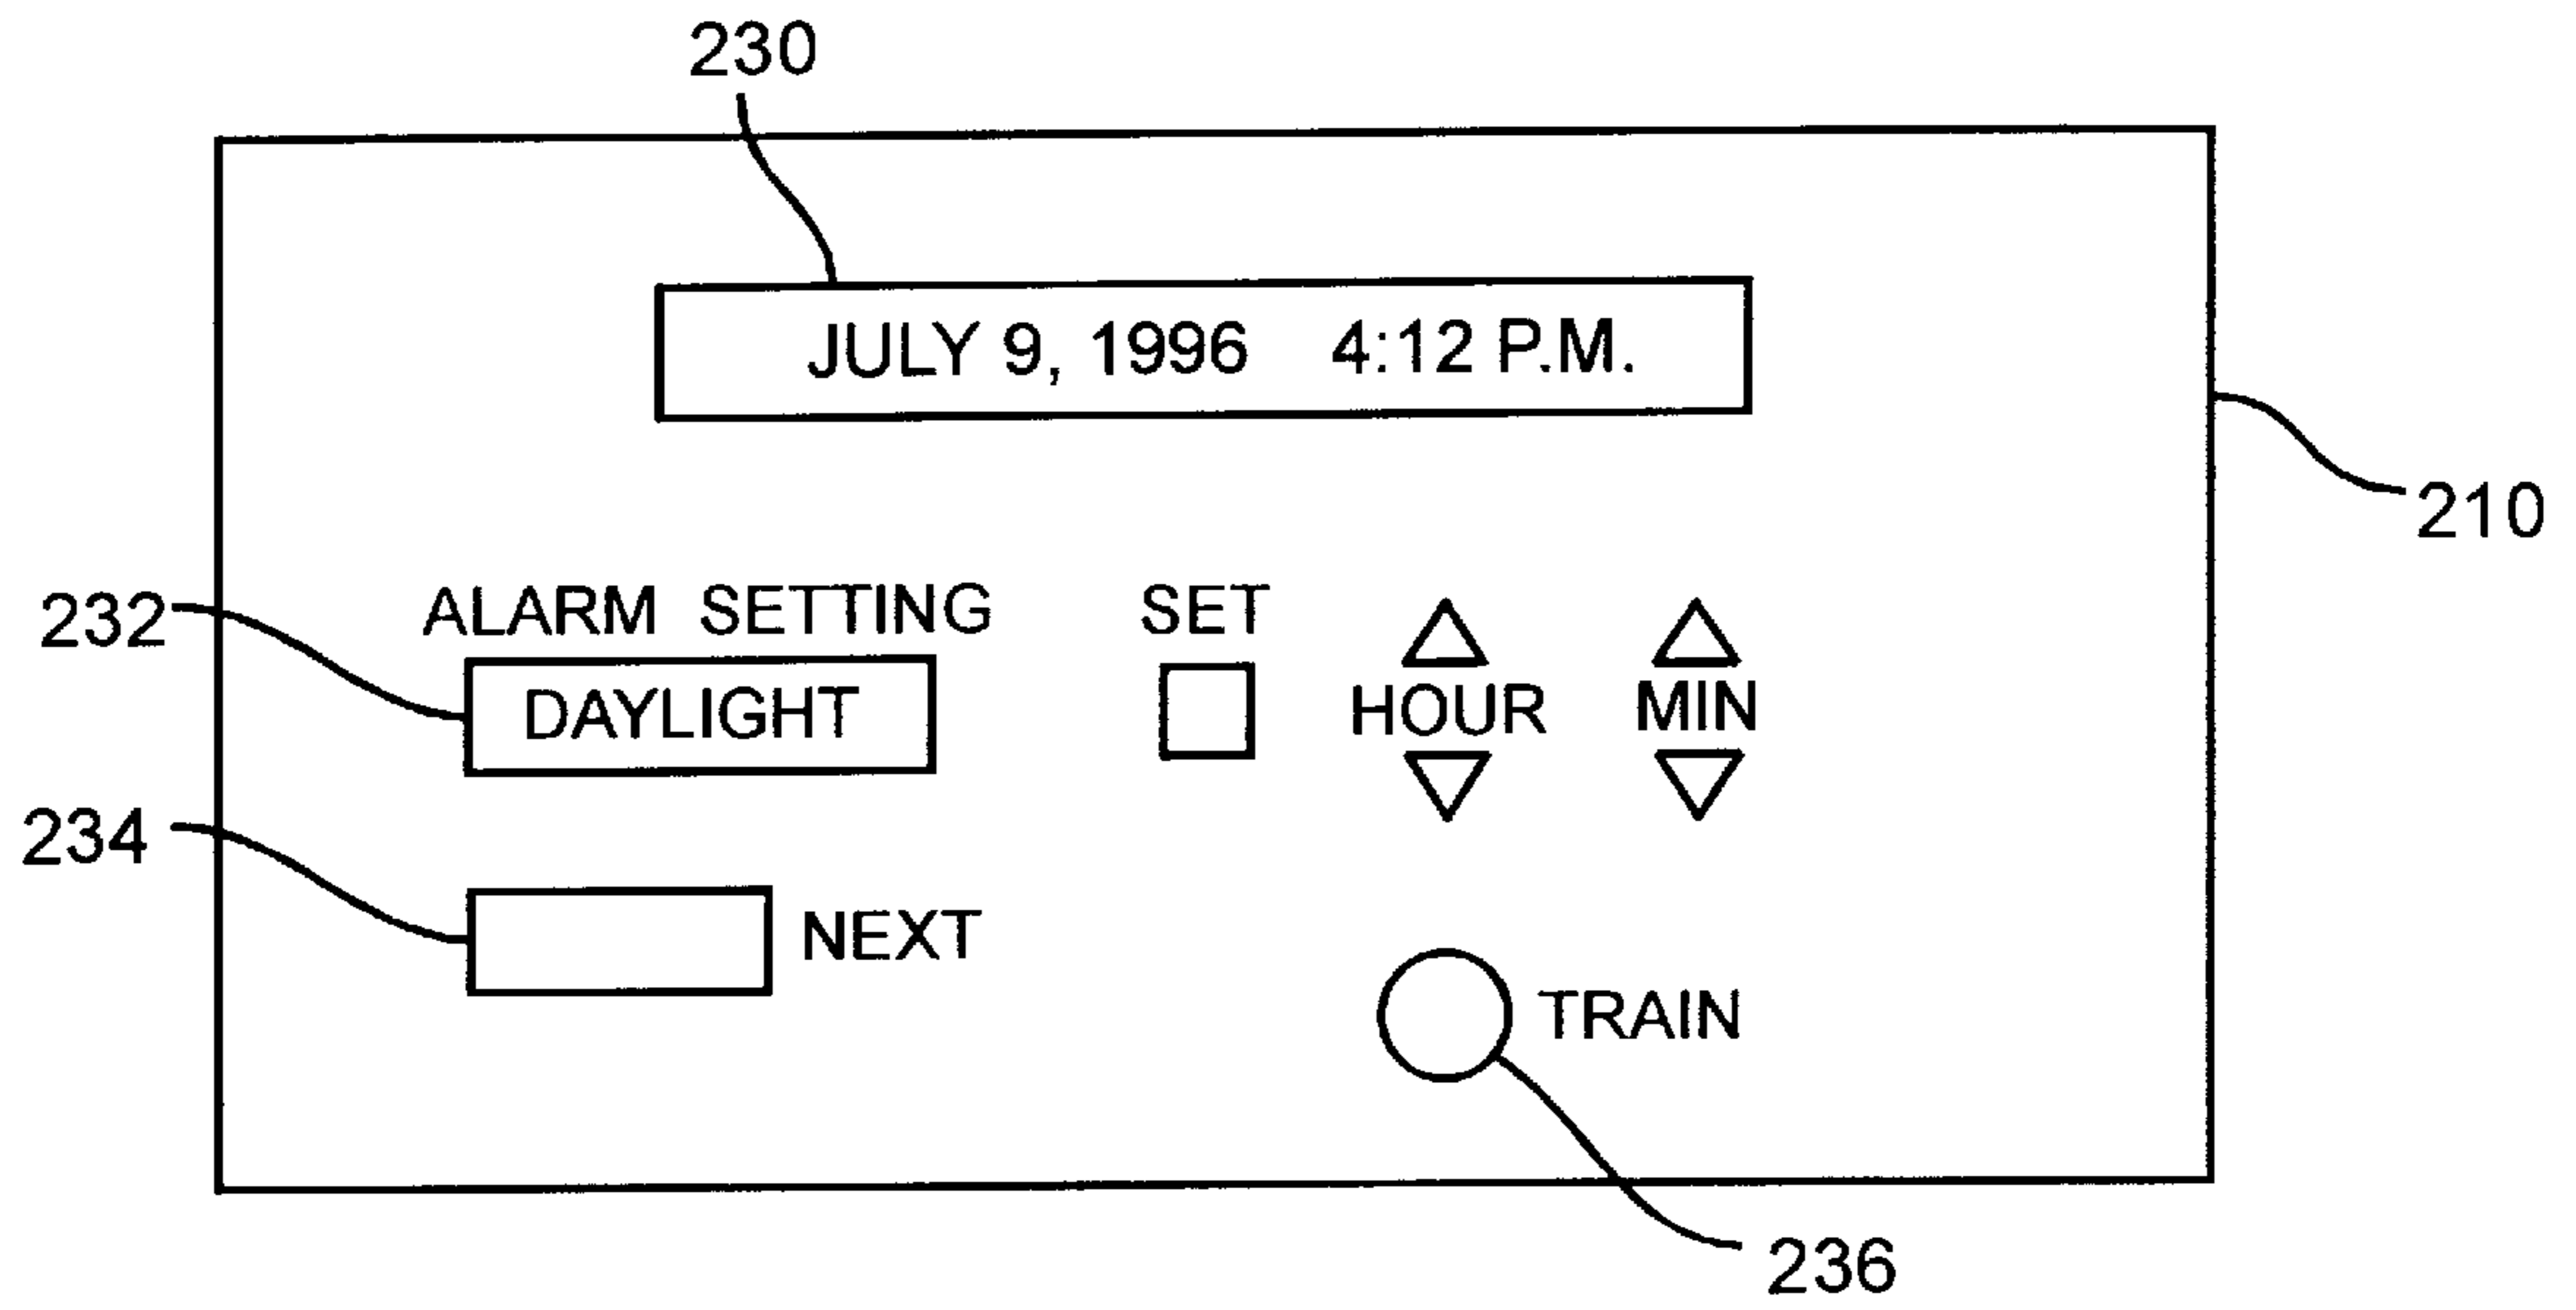 230
JULY 9, 1996 4:12 P.M.
210
232
ALARM SETTING SET
DAYLIGHT HOUR MIN
234
NEXT
TRAIN
236